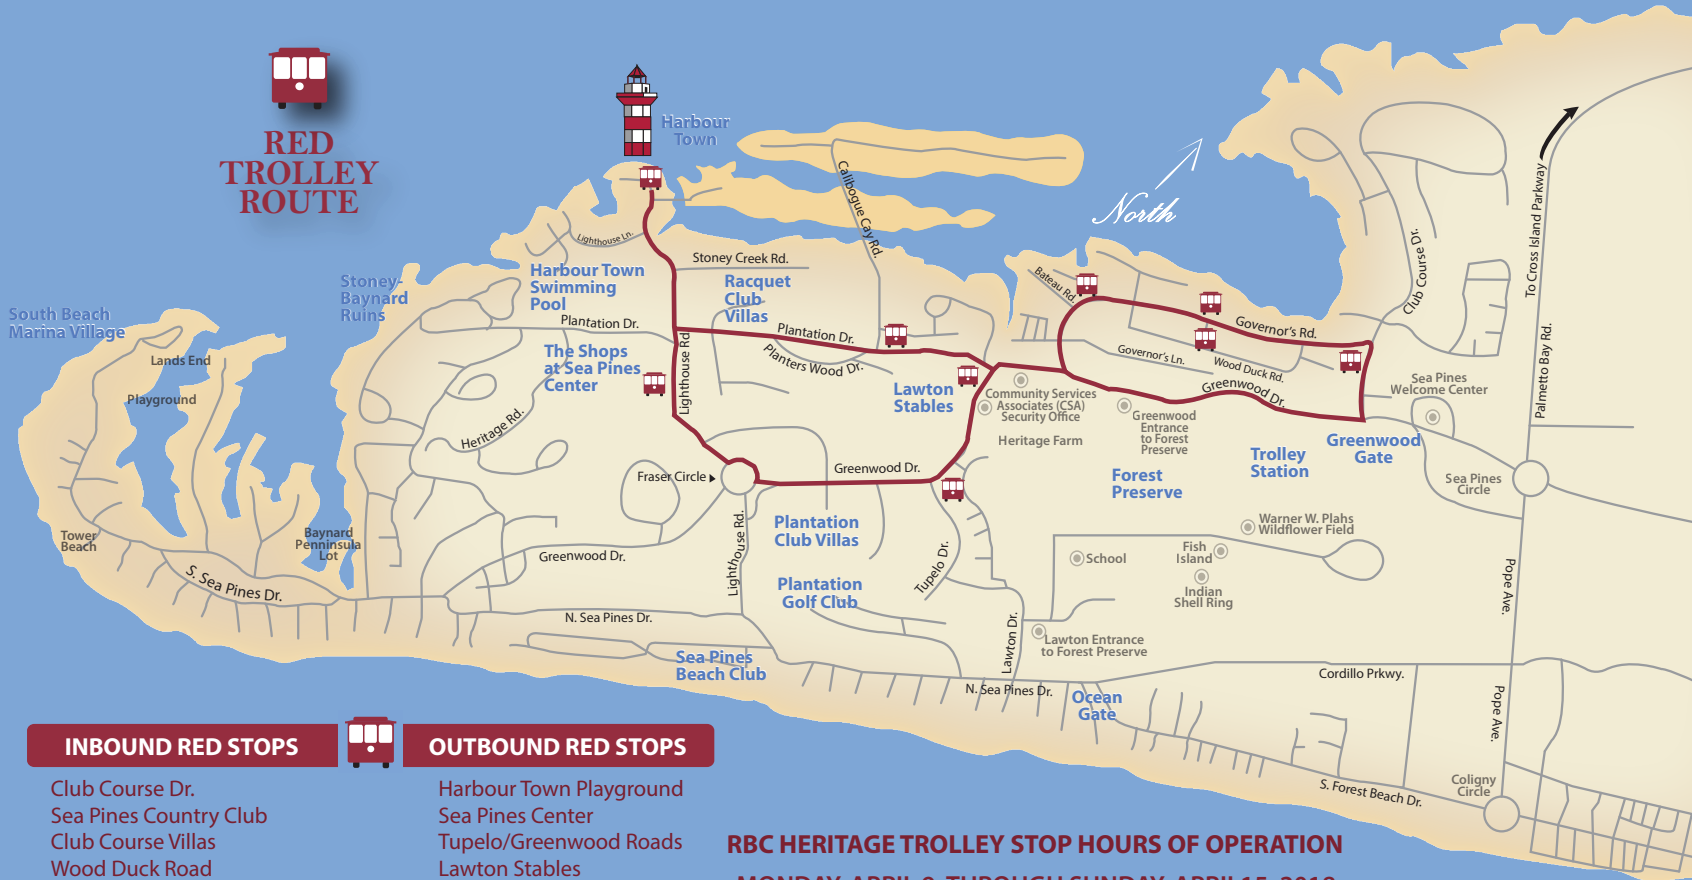 RED
TROLLEY
ROUTE
Harbour
Town
Calibogue Cay Rd.
North
To Cross Island Parkway
Club Course Dr.
Palmetto Bay Rd.
Lighthouse Ln.
Stoney Creek Rd.
Harbour Town
Swimming
Pool
Racquet
Club
Villas
Stoney-
Baynard
Ruins
South Beach
Marina Village
Bateau Rd.
Plantation Dr.
Plantation Dr.
Governor's Rd.
Lands End
The Shops
at Sea Pines
Center
Lighthouse Rd.
Planters Wood Dr.
Governor's Ln.
Wood Duck Rd.
Greenwood Dr.
Playground
Lawton
Stables
Community Services
Associates (CSA)
Security Office
Sea Pines
Welcome Center
Heritage Rd.
Greenwood
Entrance
to Forest
Preserve
Heritage Farm
Greenwood
Gate
Trolley
Station
Fraser Circle
Greenwood Dr.
Forest
Preserve
Sea Pines
Circle
Tower
Beach
Baynard
Penninsula
Lot
Plantation
Club Villas
Warner W. Plahs
Wildflower Field
Greenwood Dr.
Lighthouse Rd.
Tupelo Dr.
School
Fish
Island
Indian
Shell Ring
Pope Ave.
S. Sea Pines Dr.
Plantation
Golf Club
N. Sea Pines Dr.
Lawton Dr.
Lawton Entrance
to Forest Preserve
Sea Pines
Beach Club
N. Sea Pines Dr.
Cordillo Prkwy.
Ocean
Gate
Pope Ave.
Coligny
Circle
S. Forest Beach Dr.
INBOUND RED STOPS
Club Course Dr.
Sea Pines Country Club
Club Course Villas
Wood Duck Road
OUTBOUND RED STOPS
Harbour Town Playground
Sea Pines Center
Tupelo/Greenwood Roads
Lawton Stables
RBC HERITAGE TROLLEY STOP HOURS OF OPERATION
MONDAY, APRIL 9, THROUGH SUNDAY, APRIL 15, 2018